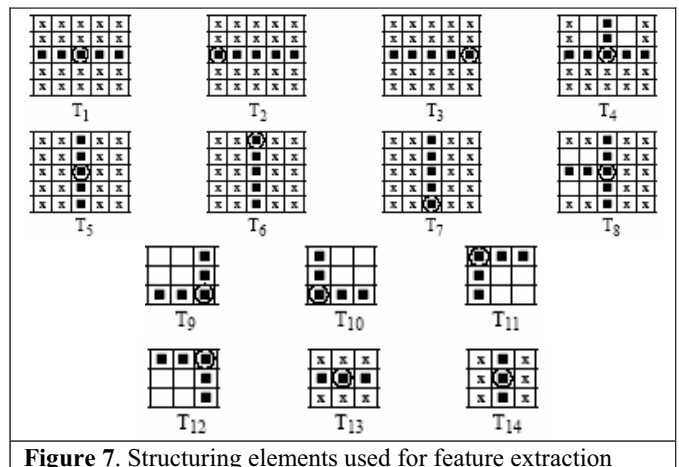 T1 T2 T3 T4
T5 T6 T7 T8
T9 T10 T11
T12 T13 T14
Figure 7. Structuring elements used for feature extraction